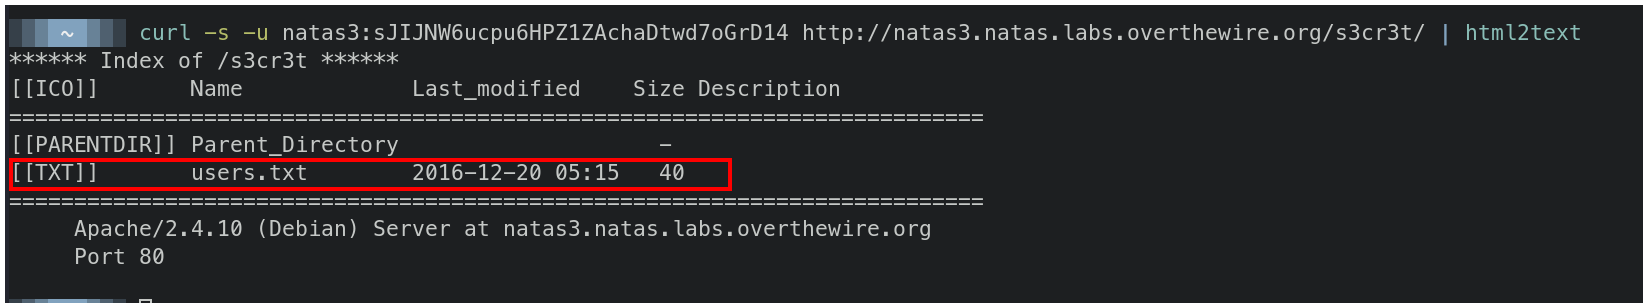 ~ curl -s -u natas3:sJIJNW6ucpu6HPZ1ZAchaDtwd7oGrD14 http://natas3.natas.labs.overthewire.org/s3cr3t/ | html2text
****** Index of /s3cr3t ******
[[ICO]] Name Last_modified Size Description
===========================================================================
[[PARENTDIR]] Parent_Directory -
[[TXT]] users.txt 2016-12-20 05:15 40
===========================================================================
Apache/2.4.10 (Debian) Server at natas3.natas.labs.overthewire.org
Port 80